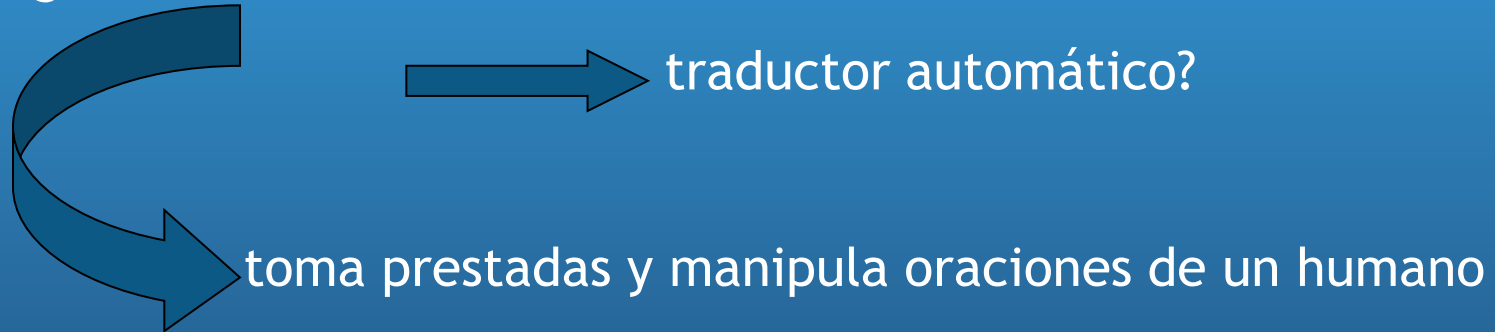 traductor automático?
toma prestadas y manipula oraciones de un humano